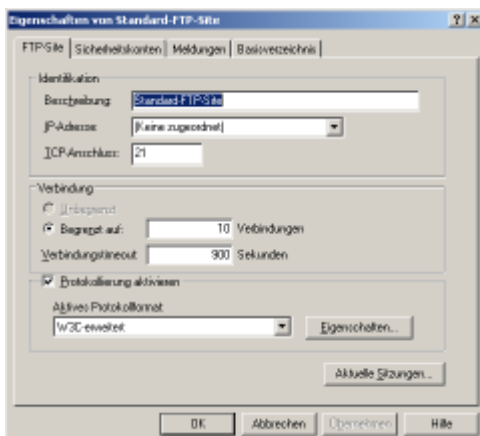 Eigenschaften von Standard-FTP-Site
FTP-Site Sicherheitskonten Meldungen Basisverzeichnis
Identifikation
Beschreibung: Standard-FTP-Site
IP-Adresse: (Keine zugeordnet)
TCP-Anschluss: 21
Verbindung
Unbegrenzt
Begrenzt auf: 10 Verbindungen
Verbindungstimeout: 900 Sekunden
Protokollierung aktivieren
Aktives Protokollformat
W3C-erweitert Eigenschaften...
Aktuelle Sitzungen...
OK Abbrechen Übernehmen Hilfe